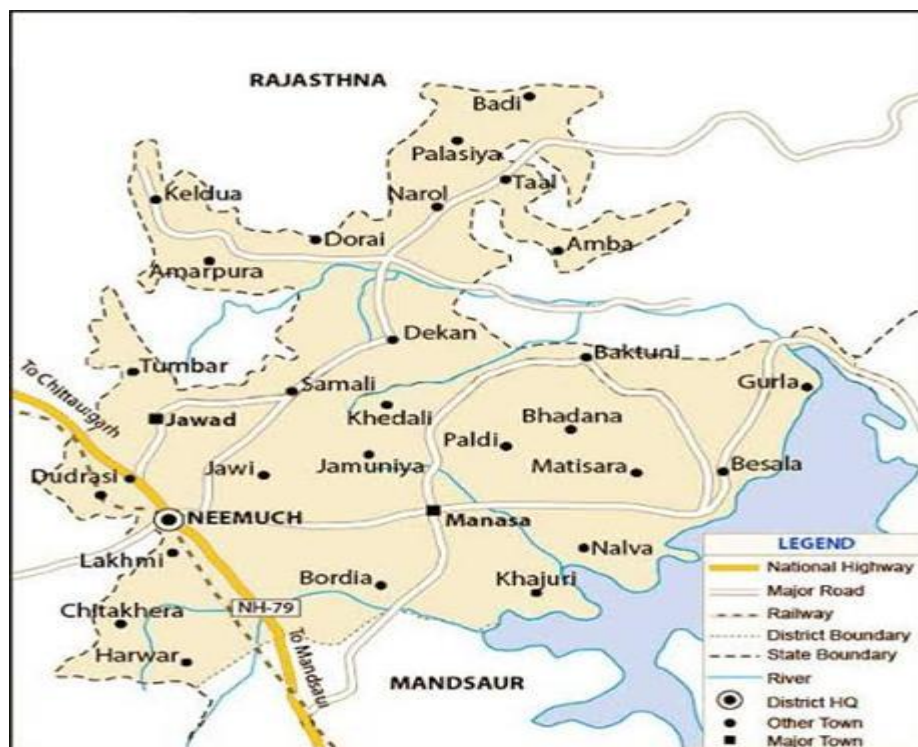 RAJASTHNA
Badi
Palasiya
Taal
Keldua
Narol
Dorai
Amba
Amarpura
Dekan
Tumbar
Baktuni
To Chittauigarh
Samali
Gurla
Jawad
Khedali
Bhadana
Paldi
Dudrasi
Jawi
Jamuniya
Matisara
Besala
NEEMUCH
Manasa
Lakhmi
Nalva
Bordia
Khajuri
Chitakhera
NH-79
To Mandsaul
Harwar
MANDSAUR
LEGEND
National Highway
Major Road
Railway
District Boundary
State Boundary
River
District HQ
Other Town
Major Town